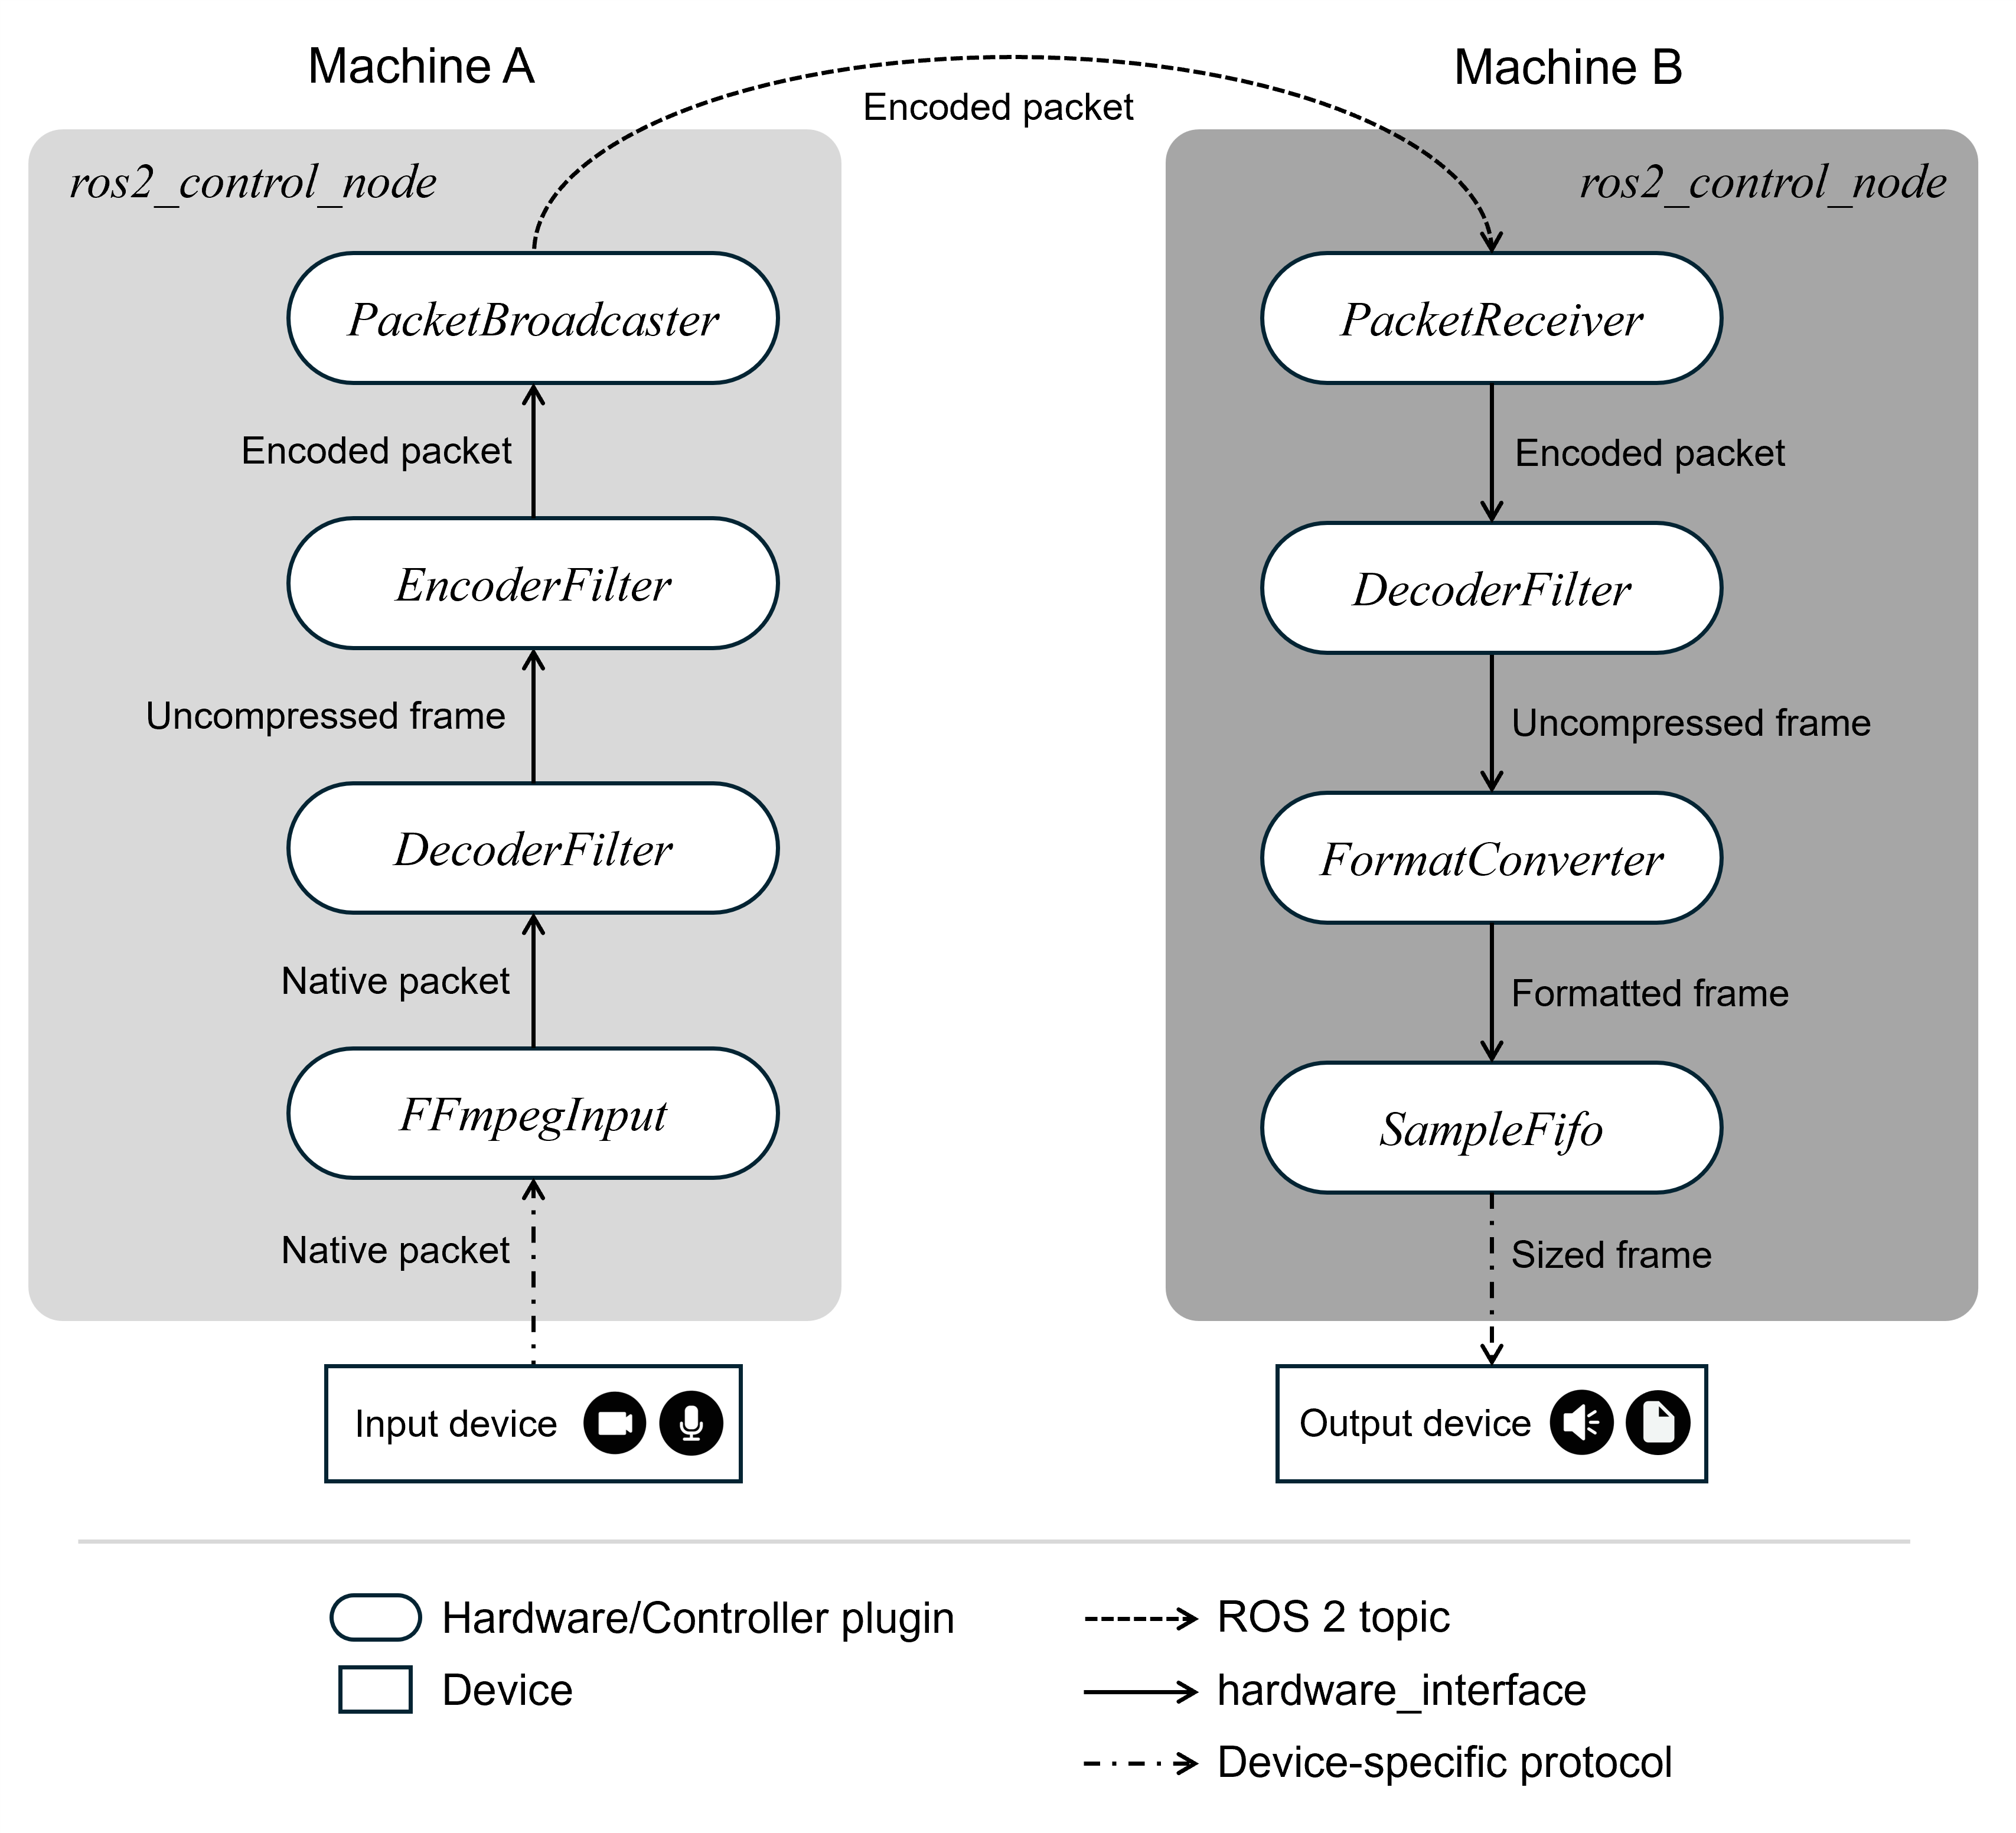 Machine A
Machine B
Encoded packet
ros2_control_node
ros2_control_node
PacketBroadcaster
Encoded packet
EncoderFilter
Uncompressed frame
DecoderFilter
Native packet
FFmpegInput
Native packet
Input device
PacketReceiver
Encoded packet
DecoderFilter
Uncompressed frame
FormatConverter
Formatted frame
SampleFifo
Sized frame
Output device
Hardware/Controller plugin
Device
ROS 2 topic
hardware_interface
Device-specific protocol